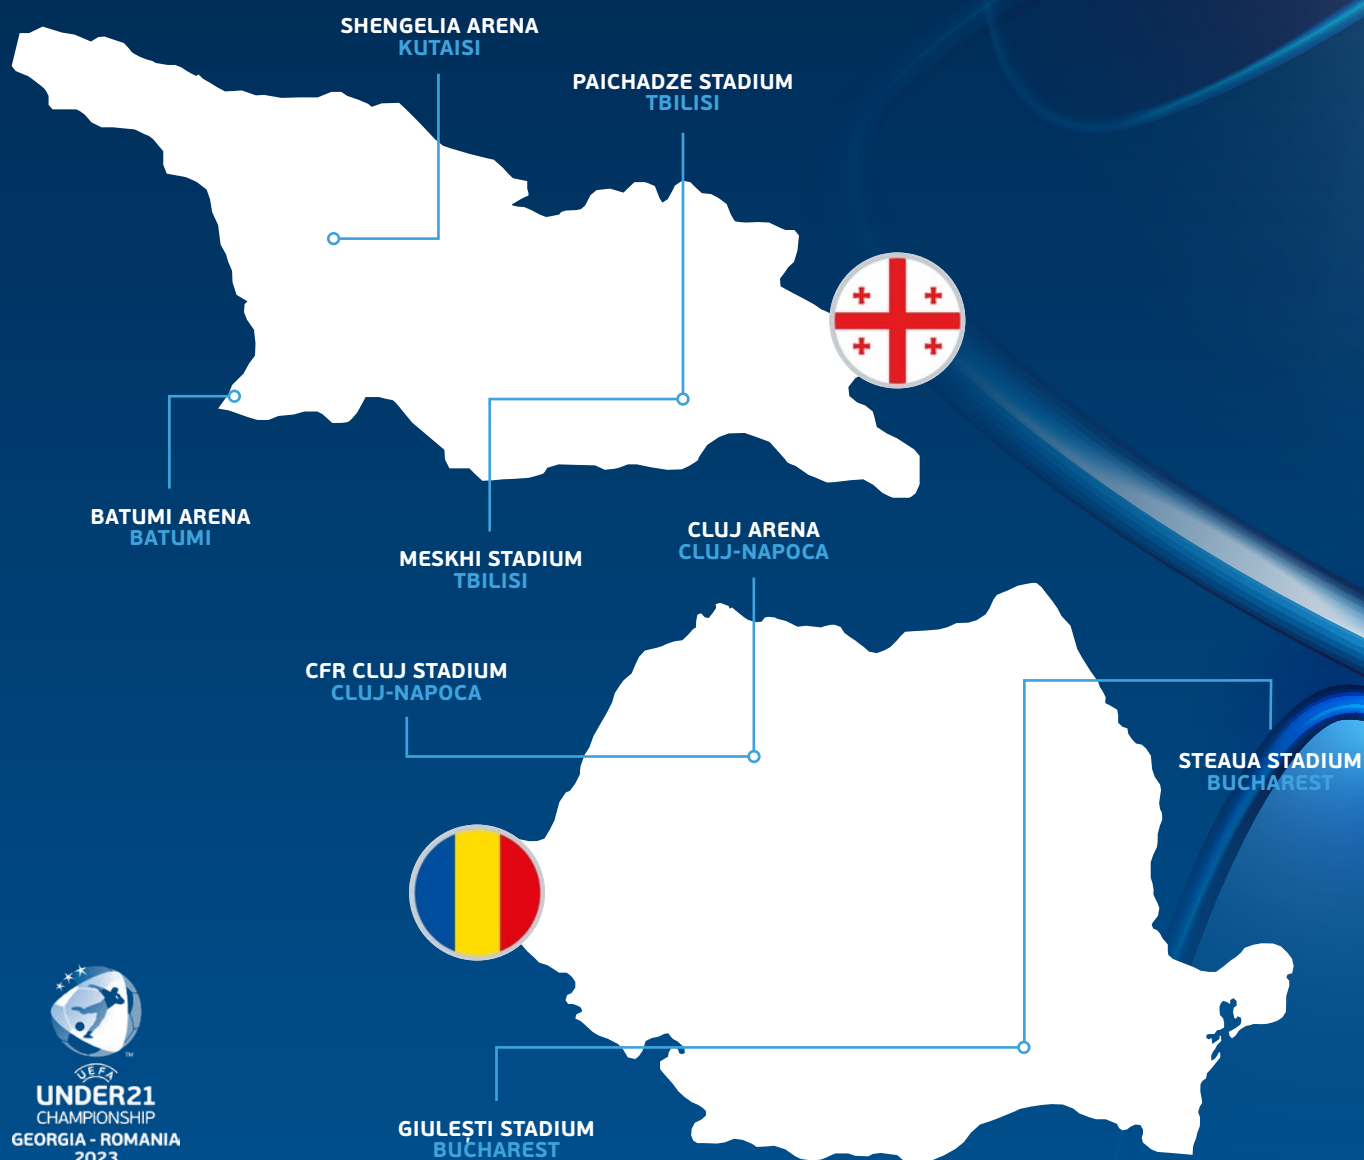 SHENGELIA ARENA
KUTAISI
PAICHADZE STADIUM
TBILISI
BATUMI ARENA
BATUMI
MESKHI STADIUM
TBILISI
CLUJ ARENA
CLUJ-NAPOCA
CFR CLUJ STADIUM
CLUJ-NAPOCA
STEAUA STADIUM
BUCHAREST
GIULEȘTI STADIUM
BUCHAREST
TM
UEFA
UNDER21
CHAMPIONSHIP
GEORGIA - ROMANIA
2023